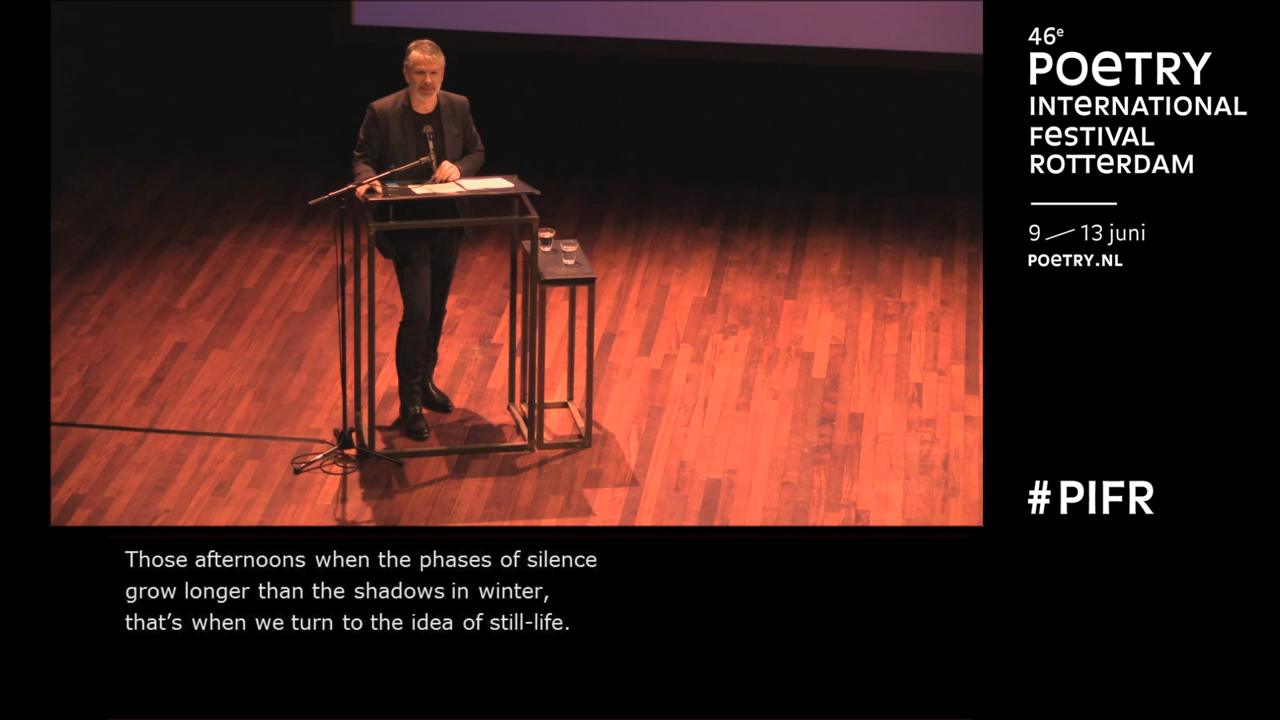 46e
POeTRY
INTeRNATIONAL
FeSTIVAL
ROTTeRDAM
9 — 13 juni
POeTRY.NL
#PIFR
Those afternoons when the phases of silence
grow longer than the shadows in winter,
that’s when we turn to the idea of still-life.